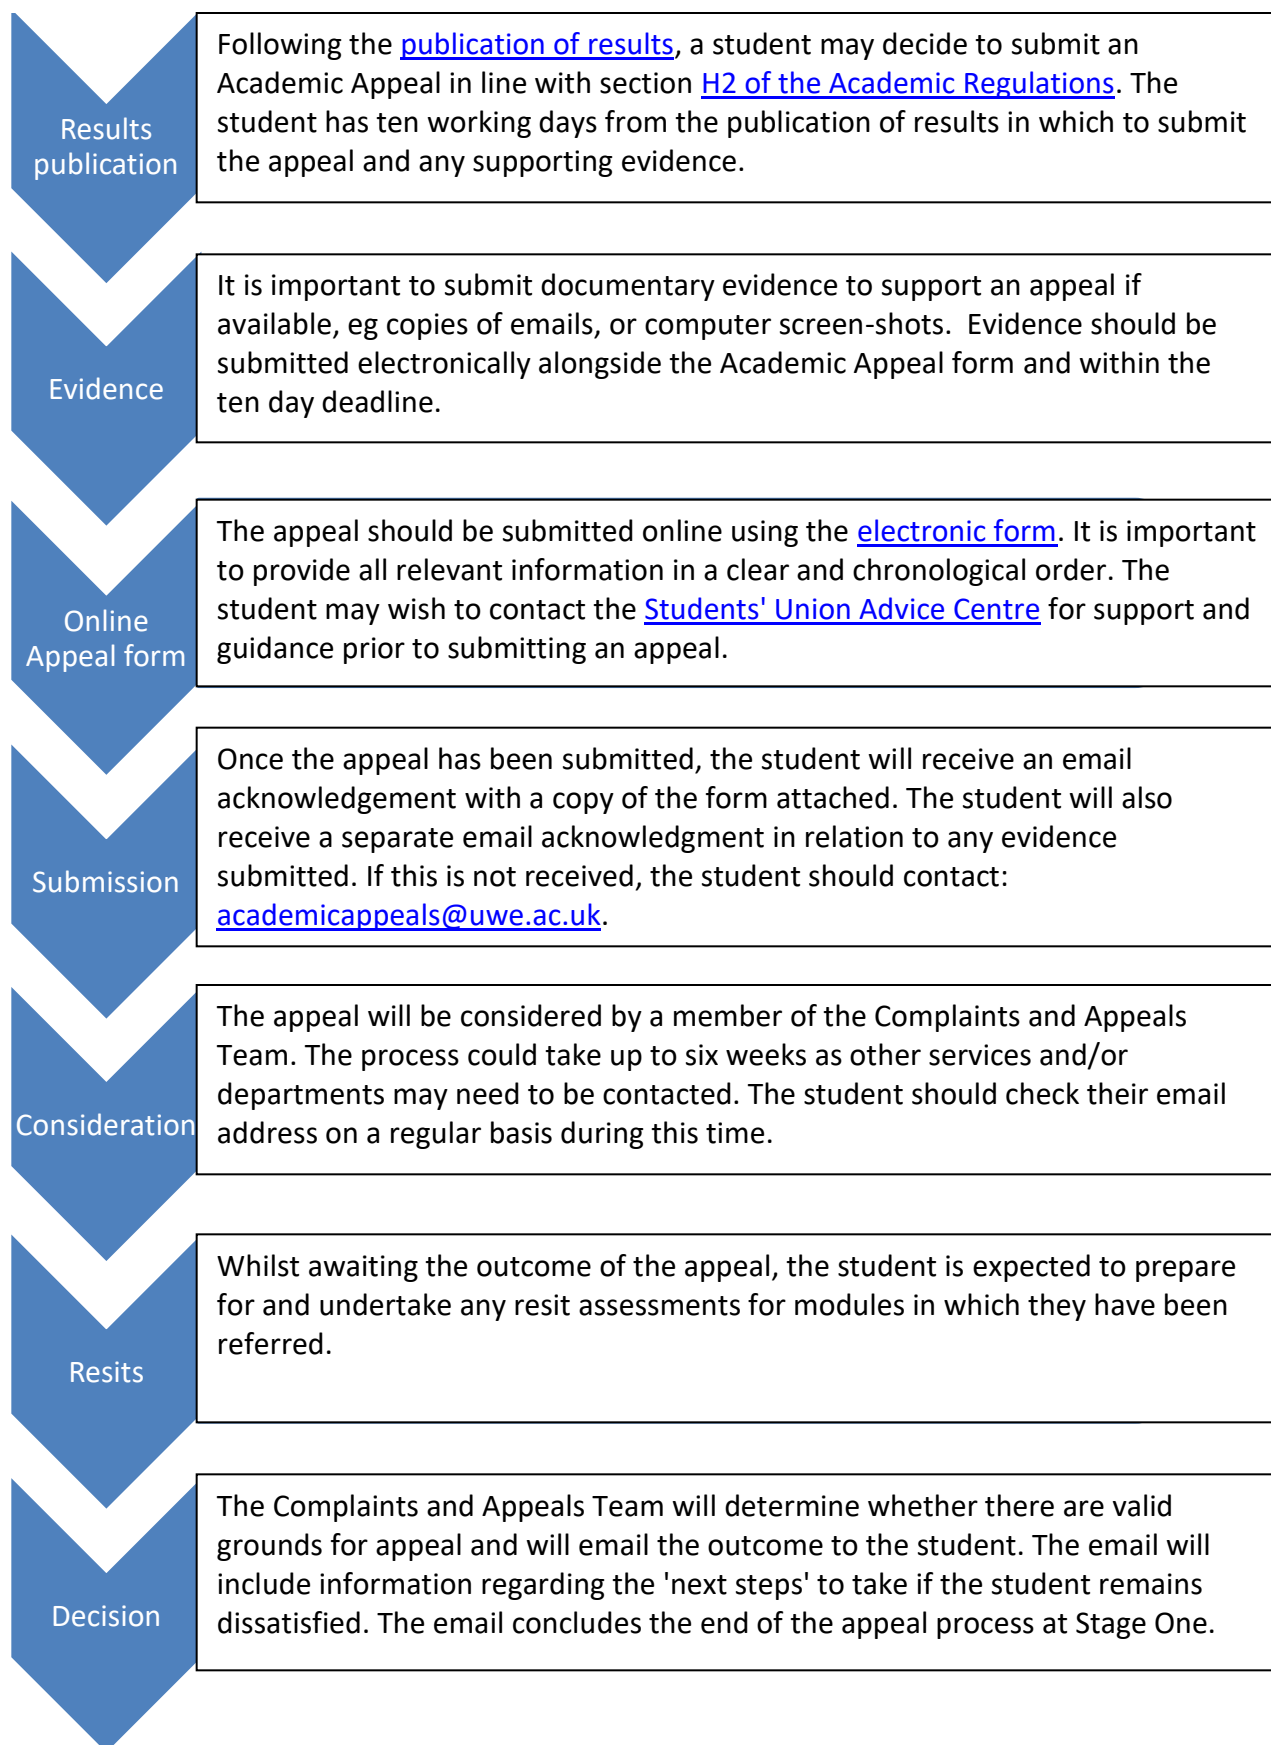 Results
publication
Following the publication of results, a student may decide to submit an
Academic Appeal in line with section H2 of the Academic Regulations. The
student has ten working days from the publication of results in which to submit
the appeal and any supporting evidence.
Evidence
It is important to submit documentary evidence to support an appeal if
available, eg copies of emails, or computer screen-shots.  Evidence should be
submitted electronically alongside the Academic Appeal form and within the
ten day deadline.
Online
Appeal form
The appeal should be submitted online using the electronic form. It is important
to provide all relevant information in a clear and chronological order. The
student may wish to contact the Students' Union Advice Centre for support and
guidance prior to submitting an appeal.
Submission
Once the appeal has been submitted, the student will receive an email
acknowledgement with a copy of the form attached. The student will also
receive a separate email acknowledgment in relation to any evidence
submitted. If this is not received, the student should contact:
academicappeals@uwe.ac.uk.
Consideration
The appeal will be considered by a member of the Complaints and Appeals
Team. The process could take up to six weeks as other services and/or
departments may need to be contacted. The student should check their email
address on a regular basis during this time.
Resits
Whilst awaiting the outcome of the appeal, the student is expected to prepare
for and undertake any resit assessments for modules in which they have been
referred.
Decision
The Complaints and Appeals Team will determine whether there are valid
grounds for appeal and will email the outcome to the student. The email will
include information regarding the 'next steps' to take if the student remains
dissatisfied. The email concludes the end of the appeal process at Stage One.